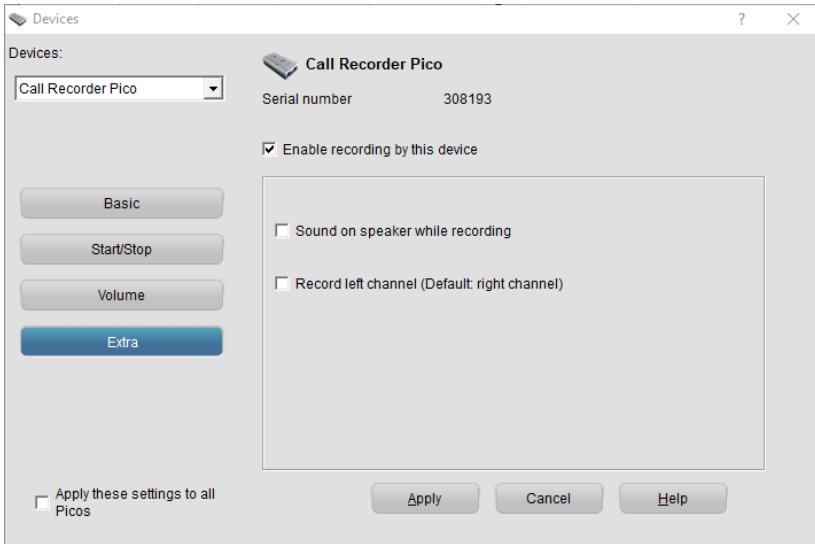 Devices
?
Devices:
Call Recorder Pico
Call Recorder Pico
Serial number 308193
Enable recording by this device
Basic
Start/Stop
Volume
Extra
Sound on speaker while recording
Record left channel (Default: right channel)
Apply these settings to all
Picos
Apply Cancel Help